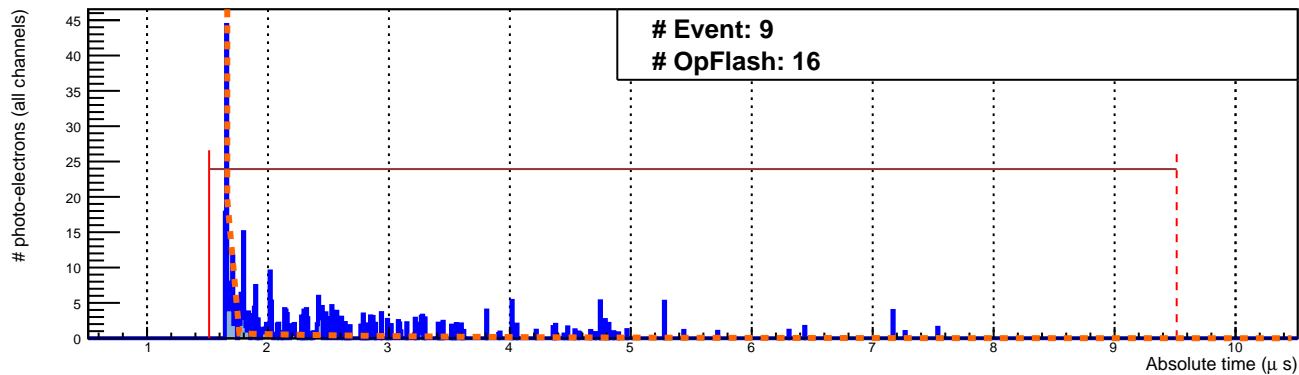 # Event: 9
# OpFlash: 16
# photo-electrons (all channels)
45
40
35
30
25
20
15
10
5
0
1 2 3 4 5 6 7 8 9 10
Absolute time (μ s)